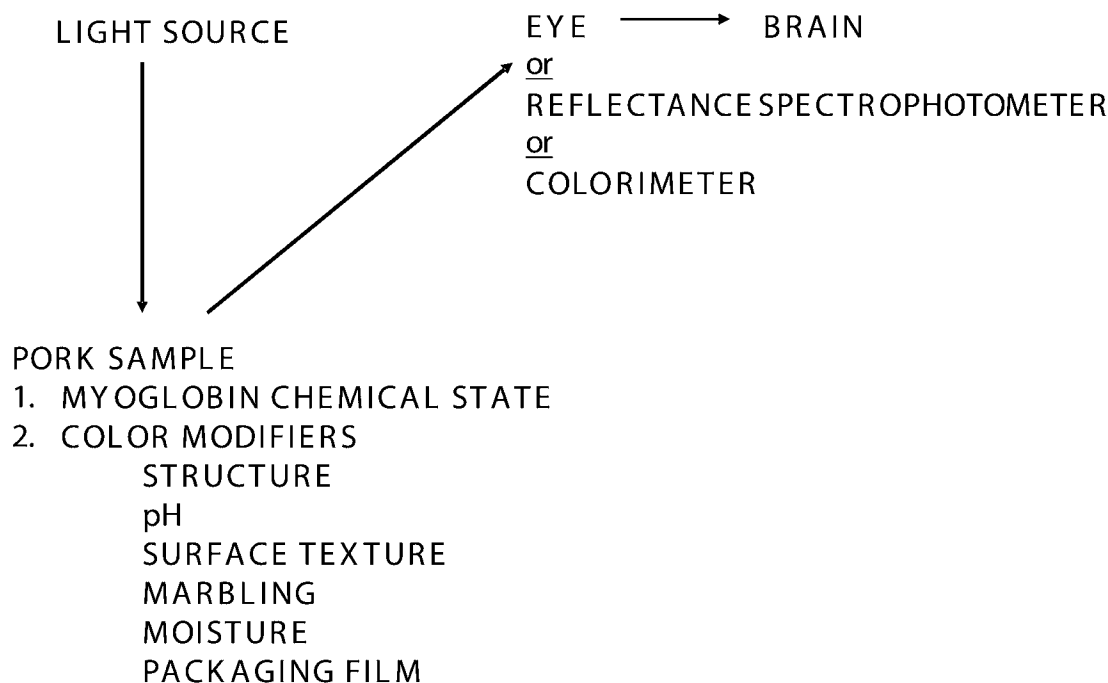 LIGHT SOURCE
EYE
BRAIN
or
REFLECTANCE SPECTROPHOTOMETER
or
COLORIMETER
PORK SAMPLE
1. MYOGLOBIN CHEMICAL STATE
2. COLOR MODIFIERS
STRUCTURE
pH
SURFACE TEXTURE
MARBLING
MOISTURE
PACKAGING FILM